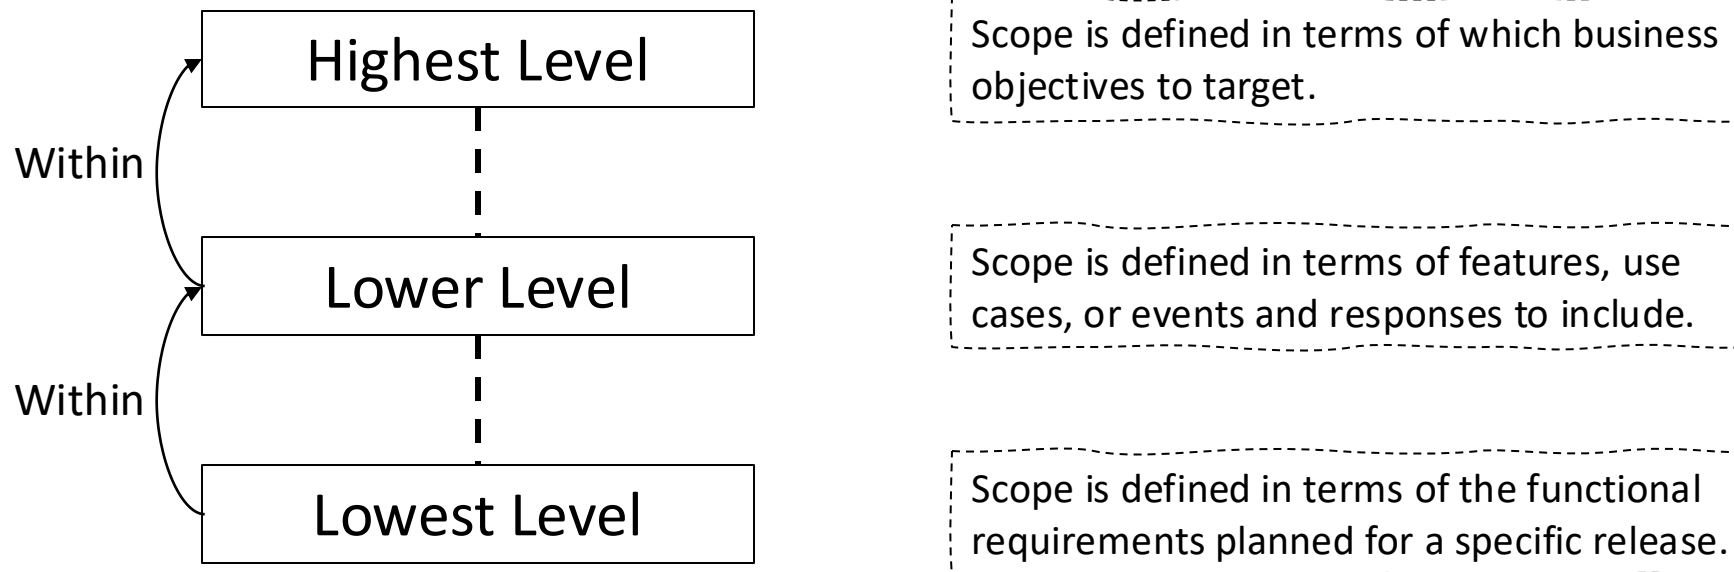 Highest Level
Scope is defined in terms of which business
objectives to target.
Within
Lower Level
Scope is defined in terms of features, use
cases, or events and responses to include.
Within
Lowest Level
Scope is defined in terms of the functional
requirements planned for a specific release.